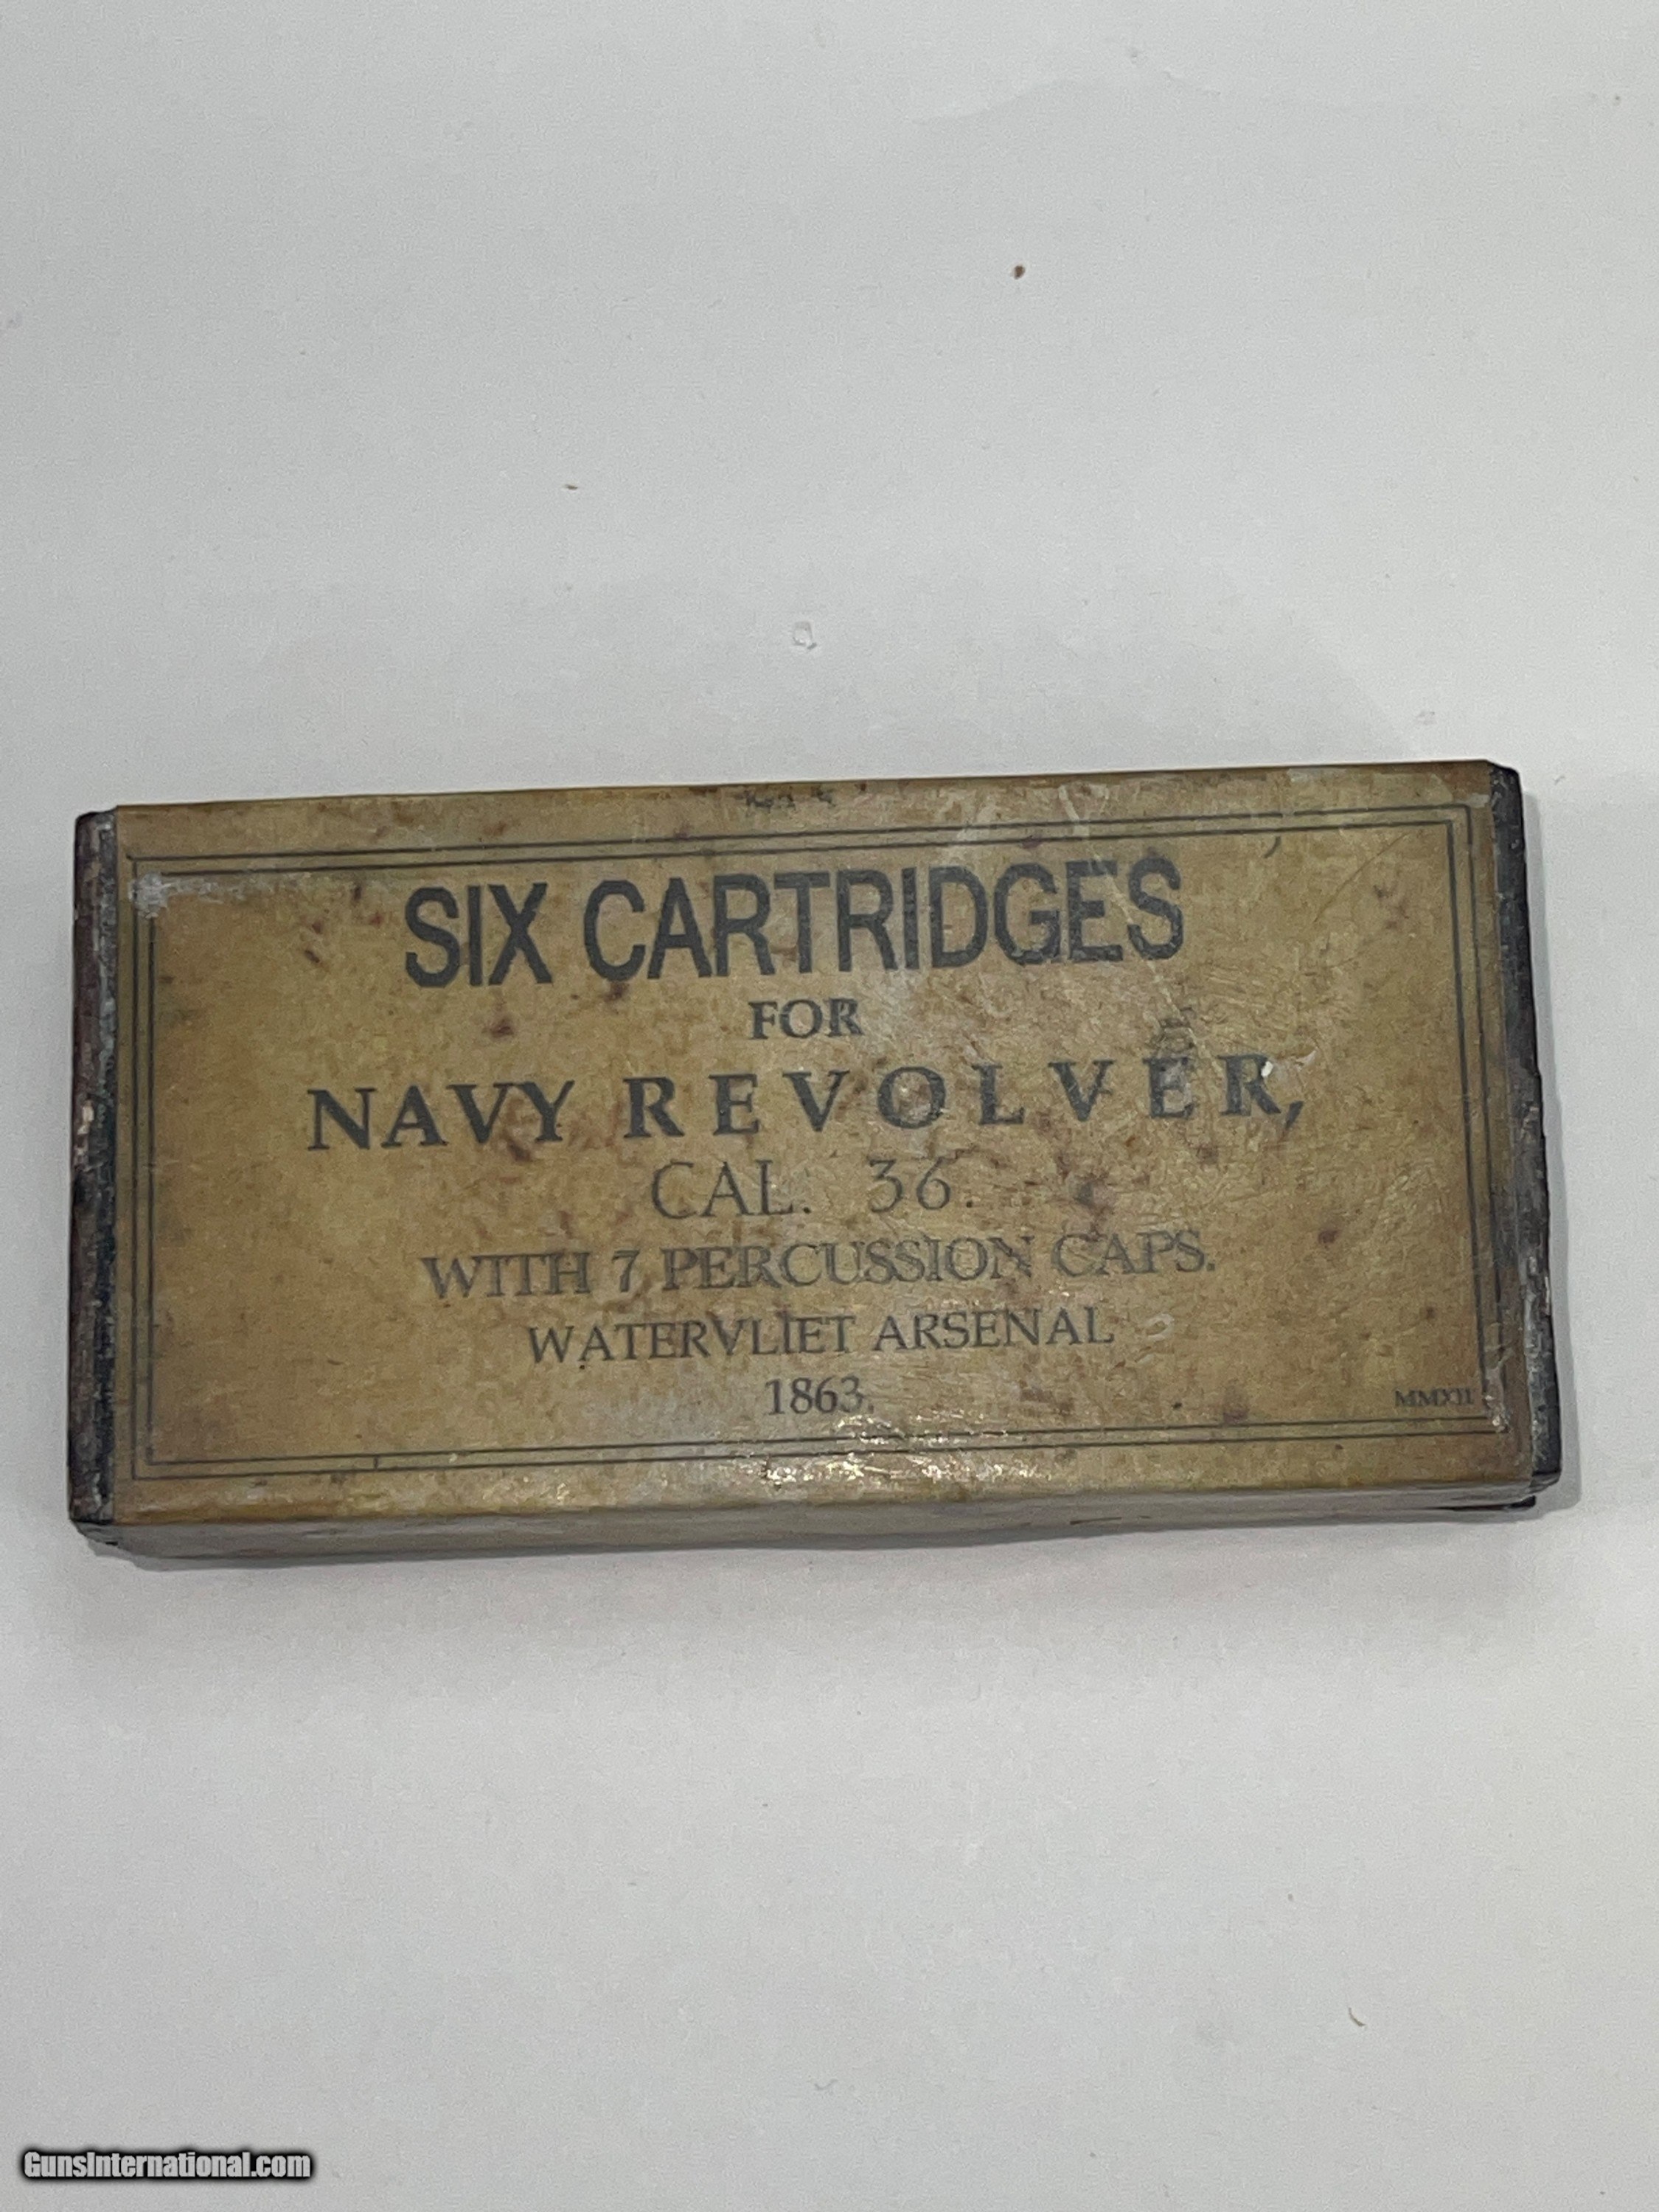 SIX CARTRIDGES
FOR
NAVY REVOLVER,
CAL. 36.
WITH 7 PERCUSSION CAPS.
WATERVLIET ARSENAL
1863.
MMXII
GunsInternational.com